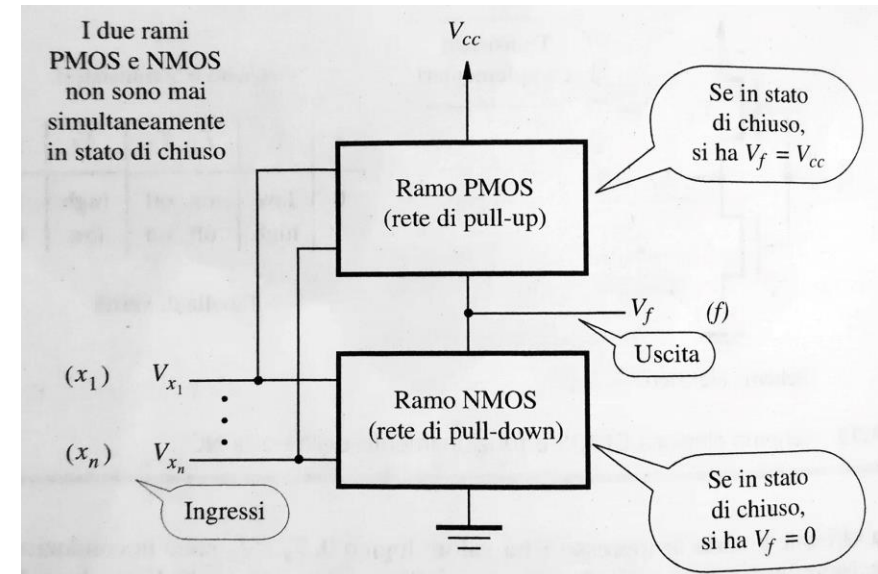 I due rami
PMOS e NMOS
non sono mai
simultaneamente
in stato di chiuso
V_cc
Se in stato
di chiuso,
si ha V_f = V_cc
Ramo PMOS
(rete di pull-up)
V_f (f)
Uscita
(x_1) V_x_1
Ramo NMOS
(rete di pull-down)
(x_n) V_x_n
Ingressi
Se in stato
di chiuso,
si ha V_f = 0